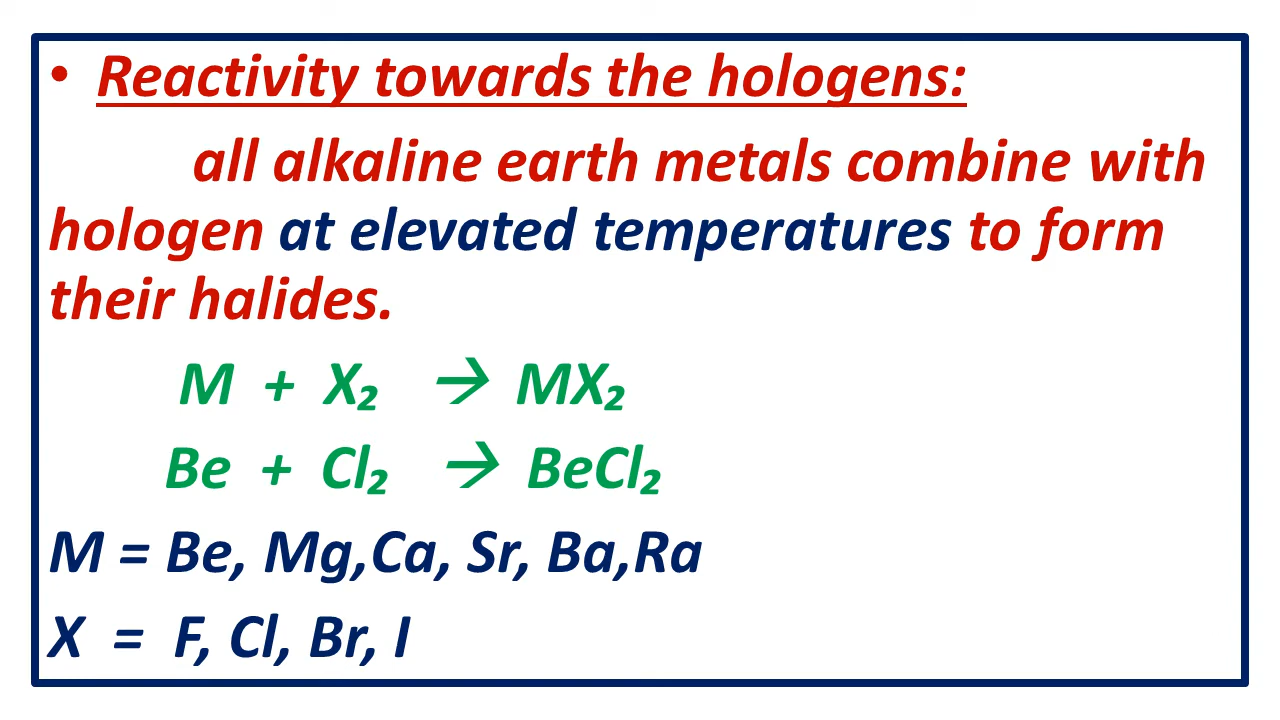 • Reactivity towards the hologens:
all alkaline earth metals combine with
hologen at elevated temperatures to form
their halides.
M + X₂ → MX₂
Be + Cl₂ → BeCl₂
M = Be, Mg,Ca, Sr, Ba,Ra
X = F, Cl, Br, I